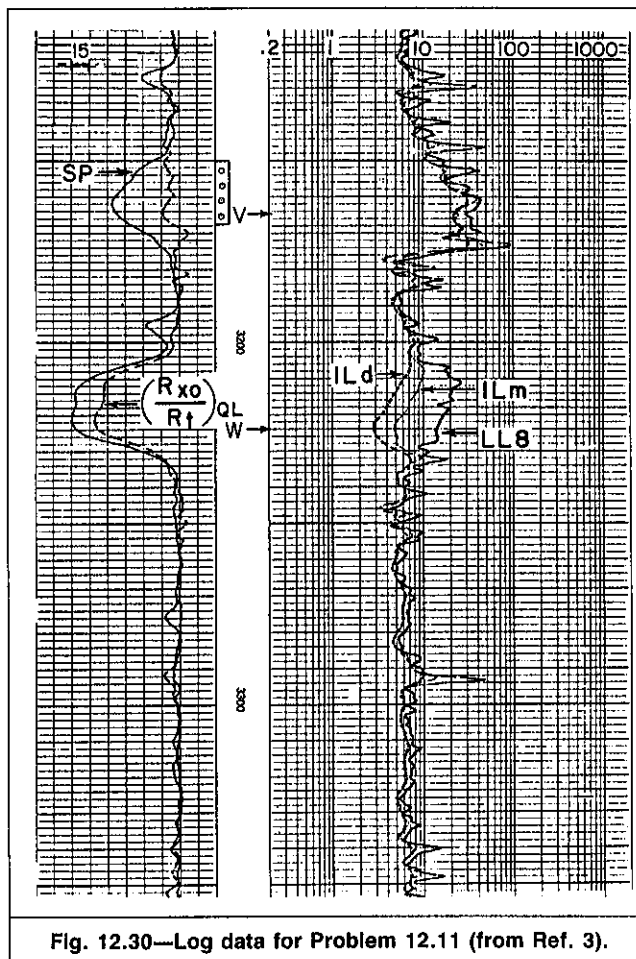 15
.2 1 10 100 1000
SP
V
3200
ILd
ILm
(Rxo/Rt)QL
W
LL8
3300
Fig. 12.30—Log data for Problem 12.11 (from Ref. 3).